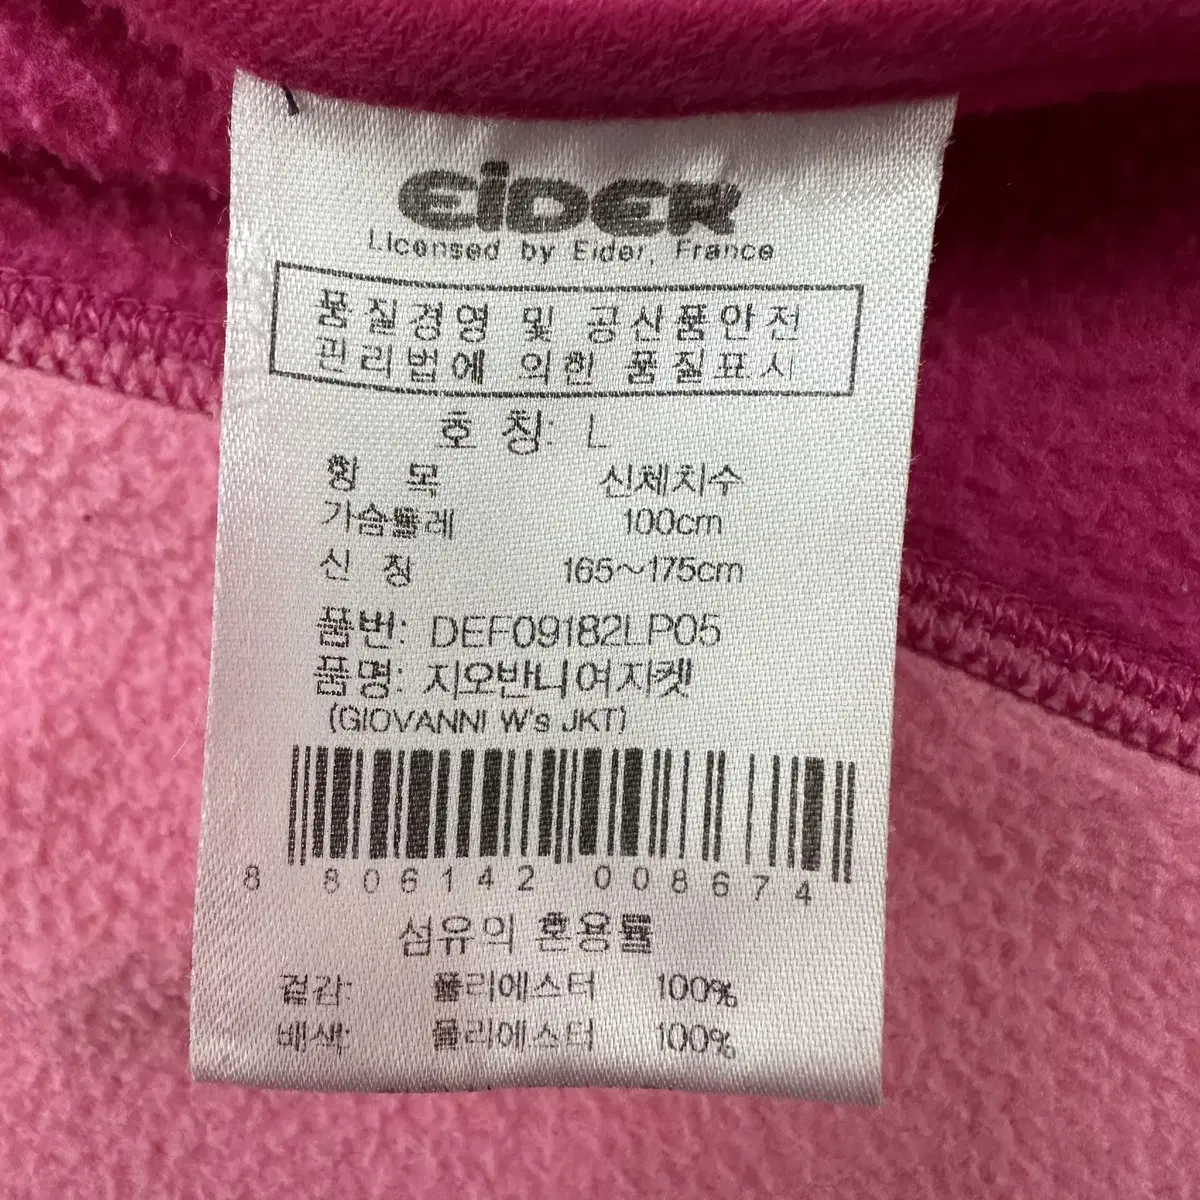 EiDER
Licensed by Eider, France
품질경영 및 공산품안전
관리법에 의한 품질표시
호 칭: L
항 목 신체치수
가슴둘레 100cm
신 장 165~175cm
품번: DEF09182LP05
품명: 지오반니여자켓
(GIOVANNI W's JKT)
8 806142 008674
섬유의 혼용률
겉감: 폴리에스터 100%
배색: 폴리에스터 100%